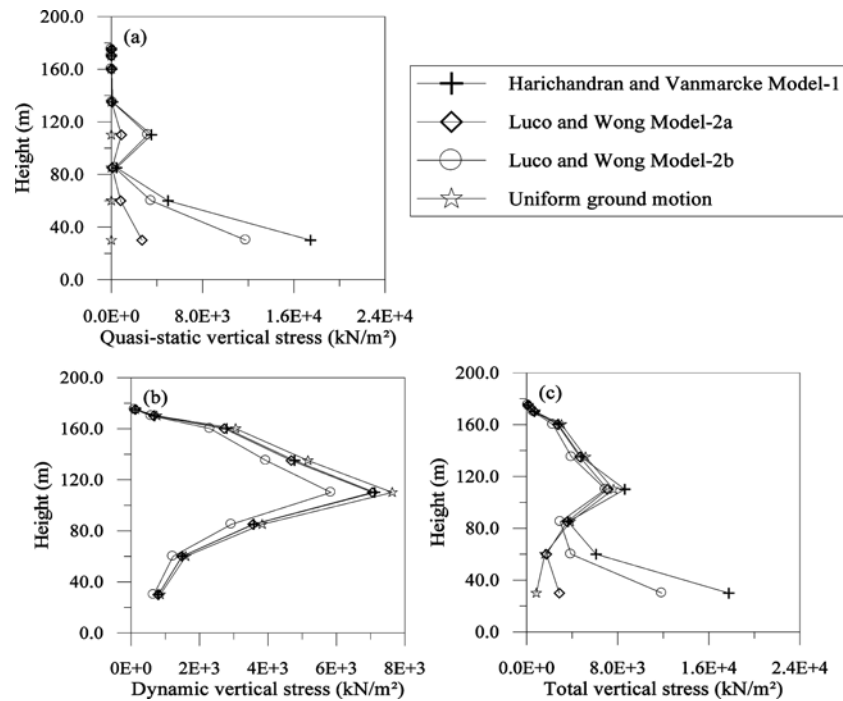 200.0
(a)
160.0
120.0
80.0
40.0
0.0
Height (m)
0.0E+0 8.0E+3 1.6E+4 2.4E+4
Quasi-static vertical stress (kN/m²)
Harichandran and Vanmarcke Model-1
Luco and Wong Model-2a
Luco and Wong Model-2b
Uniform ground motion
200.0
(b)
160.0
120.0
80.0
40.0
0.0
Height (m)
0E+0 2E+3 4E+3 6E+3 8E+3
Dynamic vertical stress (kN/m²)
200.0
(c)
160.0
120.0
80.0
40.0
0.0
Height (m)
0.0E+0 8.0E+3 1.6E+4 2.4E+4
Total vertical stress (kN/m²)